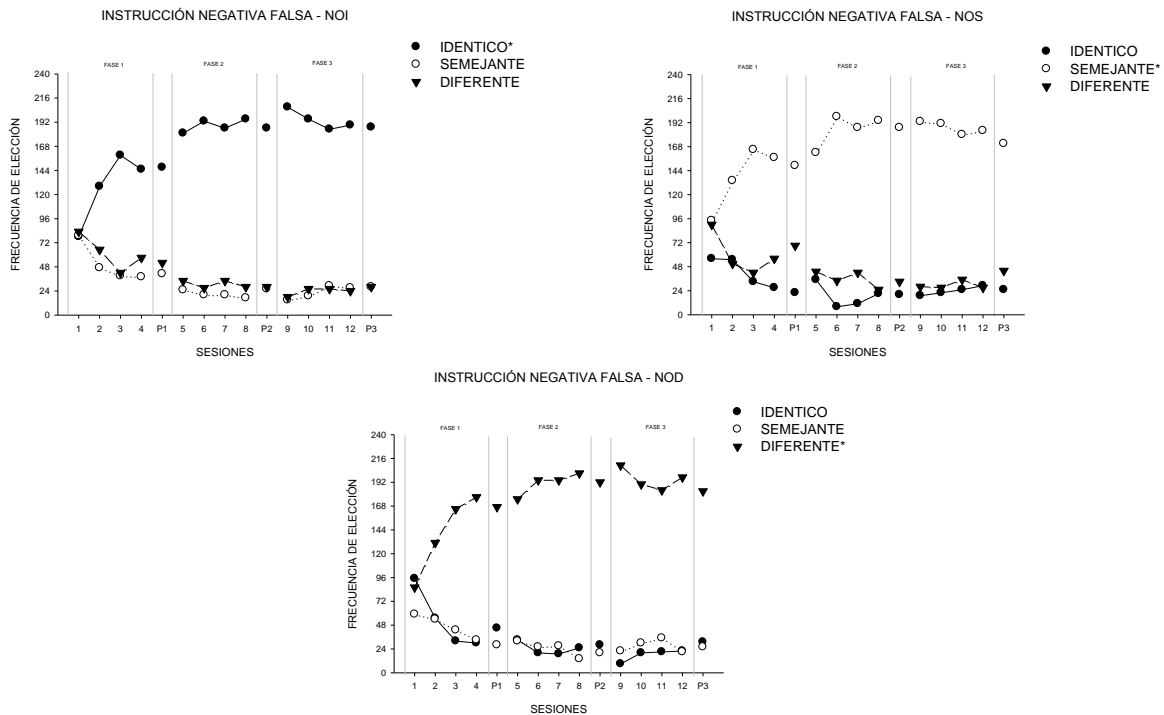 INSTRUCCIÓN NEGATIVA FALSA - NOI
IDENTICO*
SEMEJANTE
DIFERENTE
FASE 1 FASE 2 FASE 3
FRECUENCIA DE ELECCIÓN
240
216
192
168
144
120
96
72
48
24
0
1 2 3 4 P1 5 6 7 8 P2 9 10 11 12 P3
SESIONES
INSTRUCCIÓN NEGATIVA FALSA - NOS
IDENTICO
SEMEJANTE*
DIFERENTE
FASE 1 FASE 2 FASE 3
FRECUENCIA DE ELECCIÓN
240
216
192
168
144
120
96
72
48
24
0
1 2 3 4 P1 5 6 7 8 P2 9 10 11 12 P3
SESIONES
INSTRUCCIÓN NEGATIVA FALSA - NOD
IDENTICO
SEMEJANTE
DIFERENTE*
FASE 1 FASE 2 FASE 3
FRECUENCIA DE ELECCIÓN
240
216
192
168
144
120
96
72
48
24
0
1 2 3 4 P1 5 6 7 8 P2 9 10 11 12 P3
SESIONES